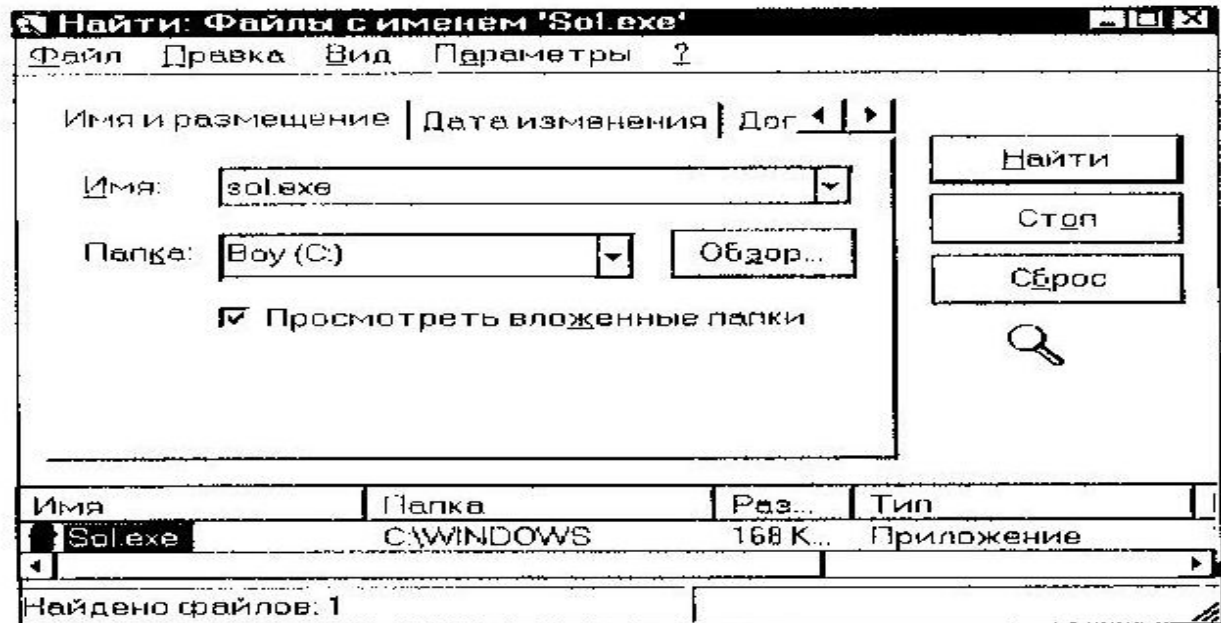 Найти: Файлы с именем 'Sol.exe'
Файл Правка Вид Параметры ?
Имя и размещение Дата изменения Доп
Найти
Имя: sol.exe
Стоп
Папка: Boy (C:) Обзор...
Сброс
Просмотреть вложенные папки
Имя Папка Раз... Тип
Sol.exe C:\WINDOWS 168 K... Приложение
Найдено файлов: 1